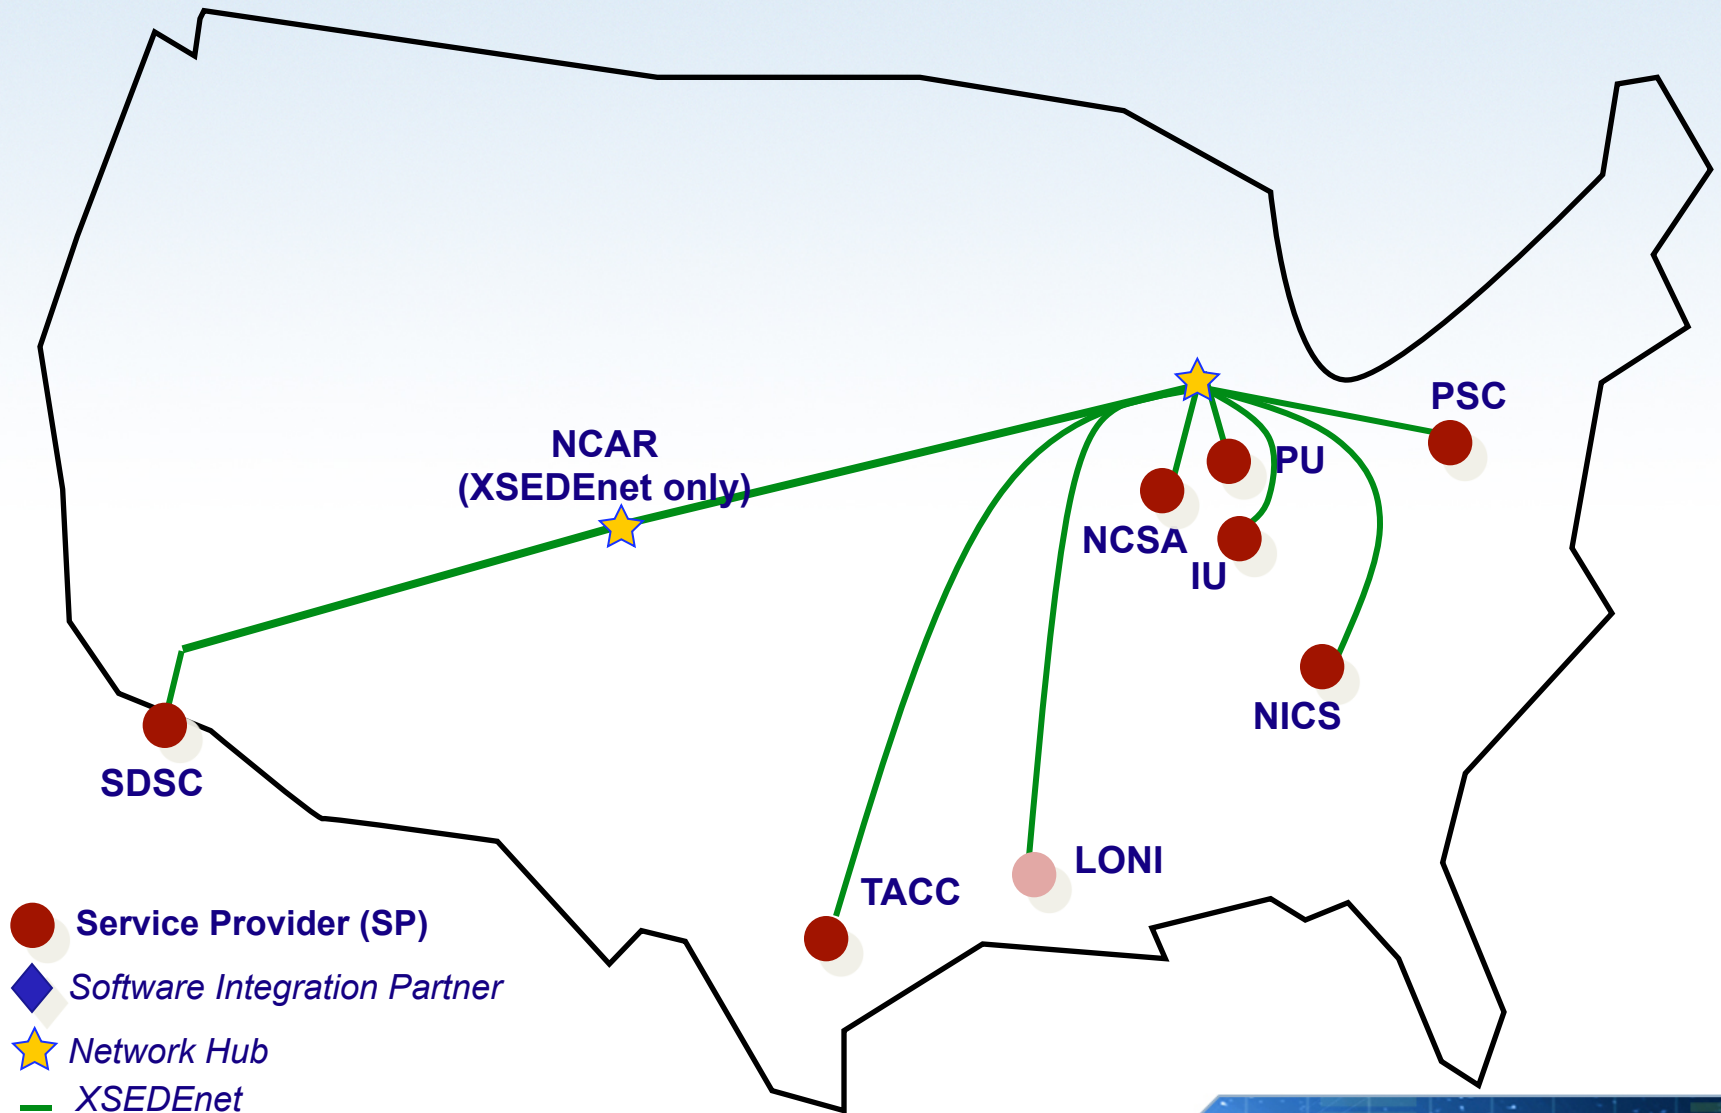 PSC
NCAR
(XSEDEnet only)
PU
NCSA
IU
NICS
SDSC
LONI
TACC
Service Provider (SP)
Software Integration Partner
Network Hub
XSEDEnet